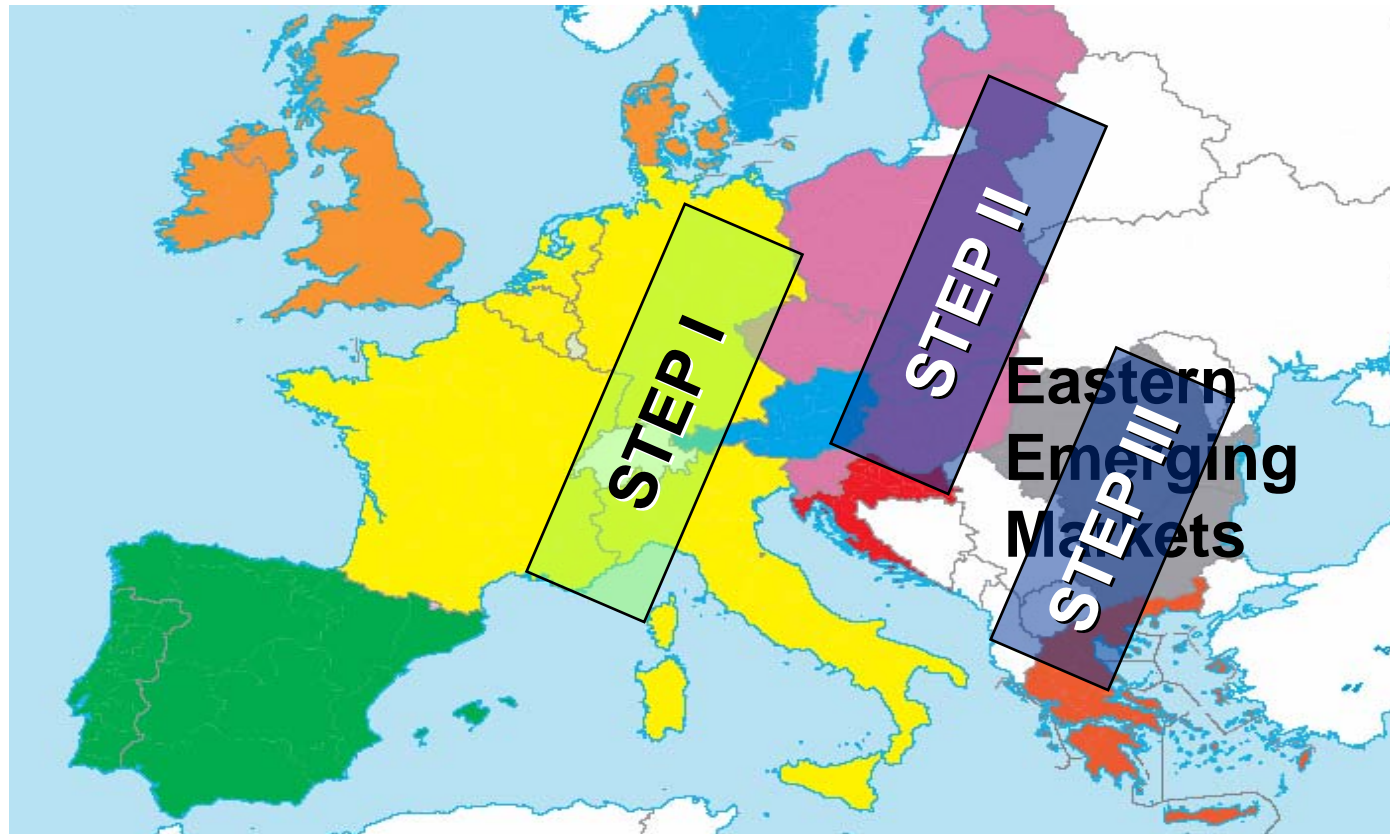 STEP I
STEP II
Eastern
Emerging
Markets
STEP III